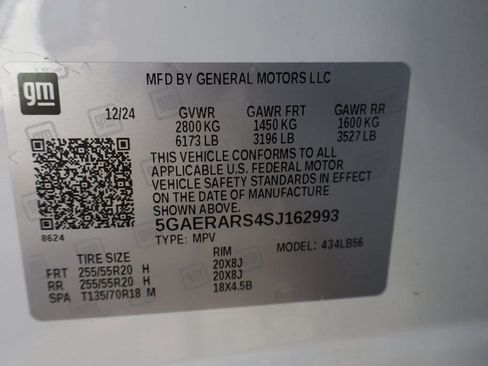 gm
MFD BY GENERAL MOTORS LLC
12/24 GVWR GAWR FRT GAWR RR
2800 KG 1450 KG 1600 KG
6173 LB 3196 LB 3527 LB
THIS VEHICLE CONFORMS TO ALL
APPLICABLE U.S. FEDERAL MOTOR
VEHICLE SAFETY STANDARDS IN EFFECT
ON THE DATE OF MANUFACTURE
SHOWN ABOVE.
8624 5GAERARS4SJ162993
TYPE: MPV MODEL: 434LB56
TIRE SIZE RIM
FRT 255/55R20 H 20X8J
RR 255/55R20 H 20X8J
SPA T135/70R18 M 18X4.5B